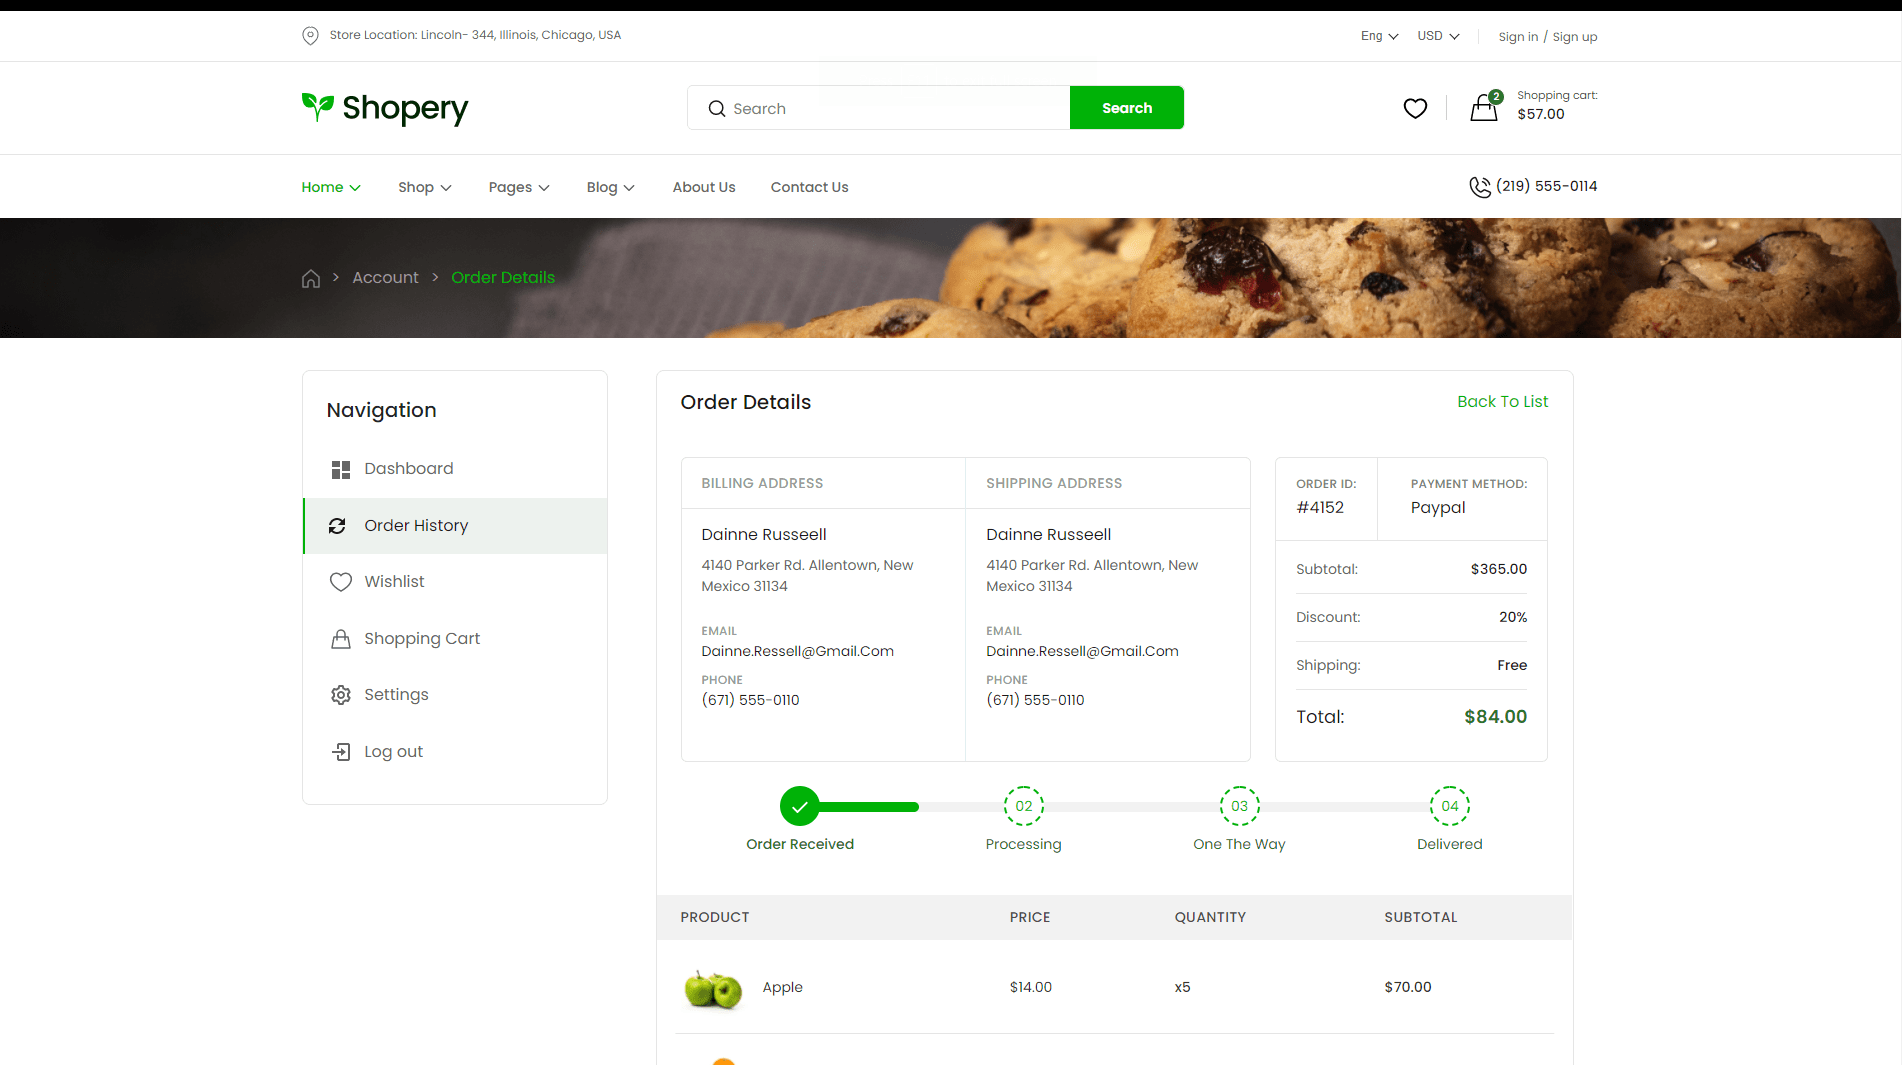 Store Location: Lincoln- 344, Illinois, Chicago, USA
Eng USD Sign in / Sign up
Shopery
Search
Search
2
Shopping cart:
$57.00
Home Shop Pages Blog About Us Contact Us
(219) 555-0114
Account > Order Details
Navigation
Dashboard
Order History
Wishlist
Shopping Cart
Settings
Log out
Order Details
Back To List
BILLING ADDRESS
Dainne Russeell
4140 Parker Rd. Allentown, New
Mexico 31134
EMAIL
Dainne.Ressell@Gmail.Com
PHONE
(671) 555-0110
SHIPPING ADDRESS
Dainne Russeell
4140 Parker Rd. Allentown, New
Mexico 31134
EMAIL
Dainne.Ressell@Gmail.Com
PHONE
(671) 555-0110
ORDER ID:
#4152
PAYMENT METHOD:
Paypal
Subtotal: $365.00
Discount: 20%
Shipping: Free
Total: $84.00
02 03 04
Order Received Processing One The Way Delivered
PRODUCT PRICE QUANTITY SUBTOTAL
Apple $14.00 x5 $70.00